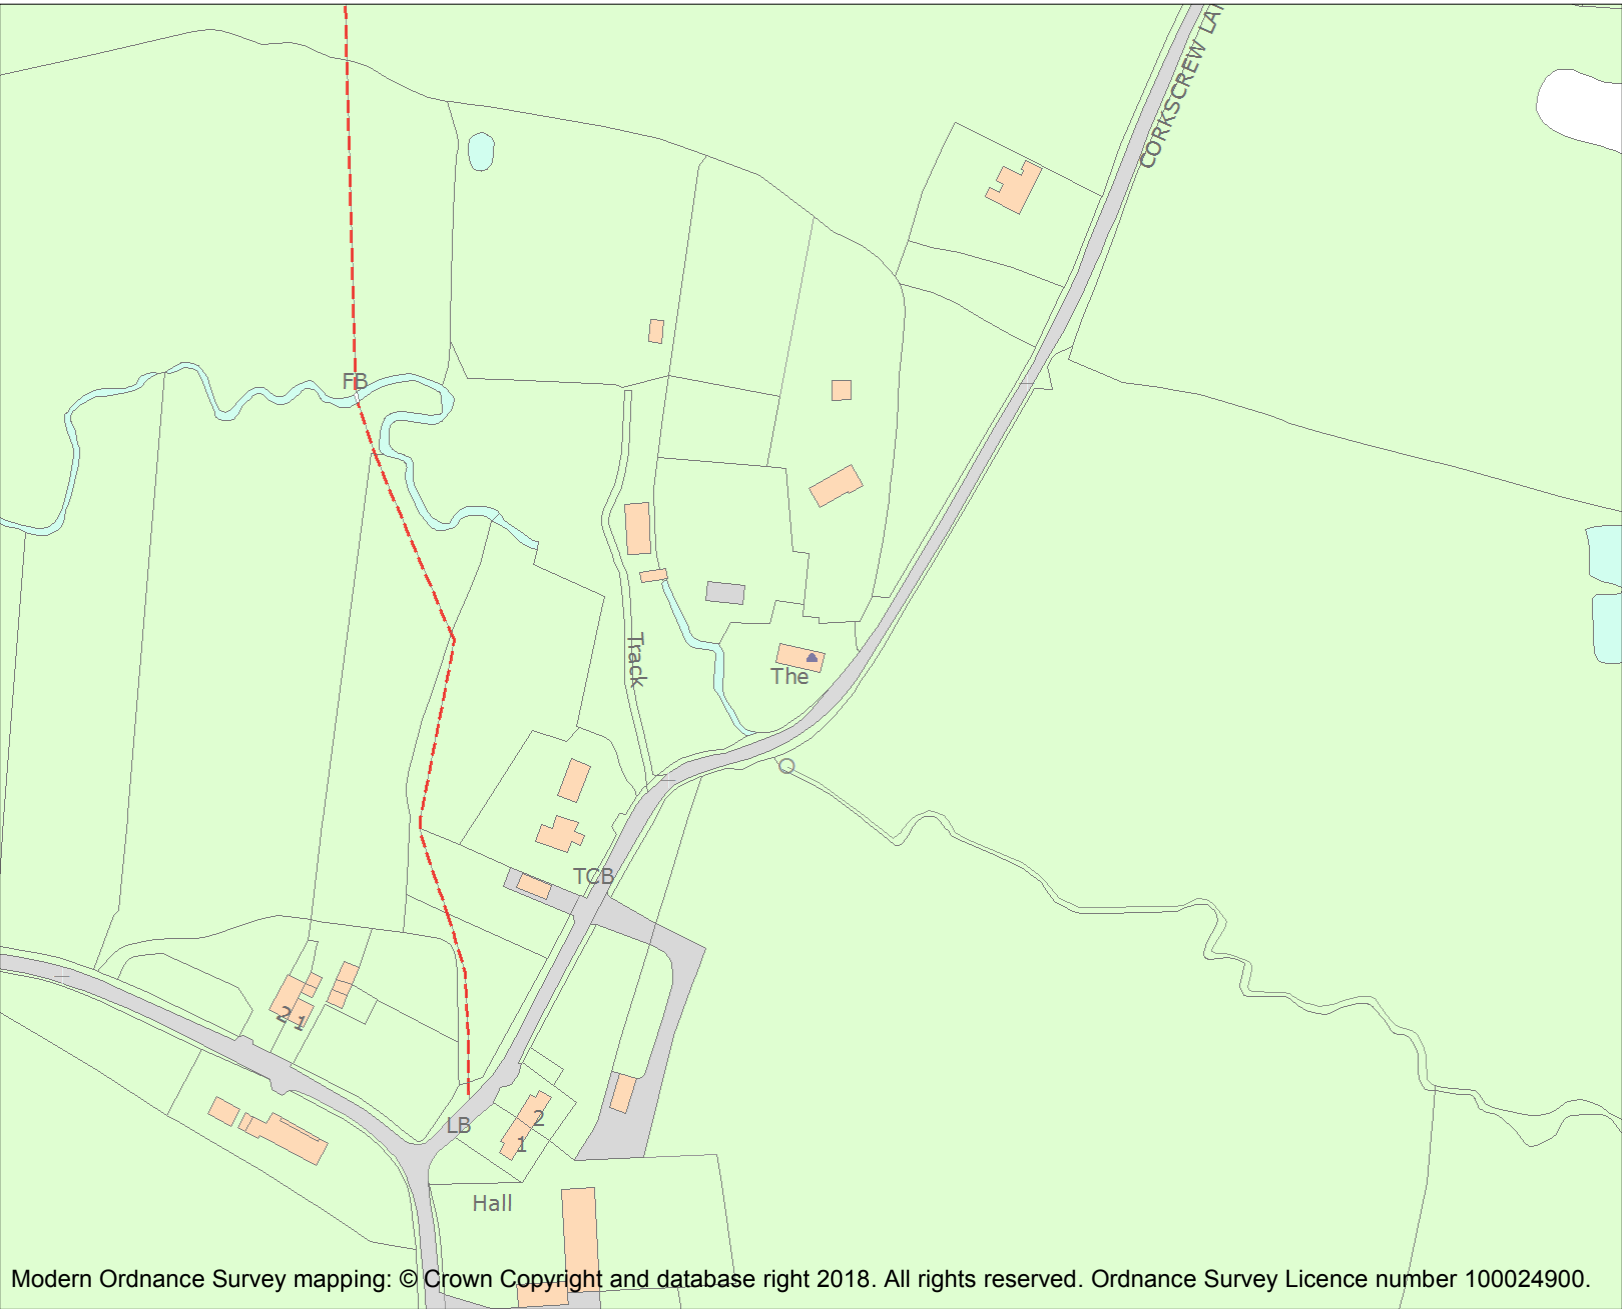 CORKSCREW LA
FB
Track
The
TCB
2
1
LB
2
1
Hall
Modern Ordnance Survey mapping: © Crown Copyright and database right 2018. All rights reserved. Ordnance Survey Licence number 100024900.